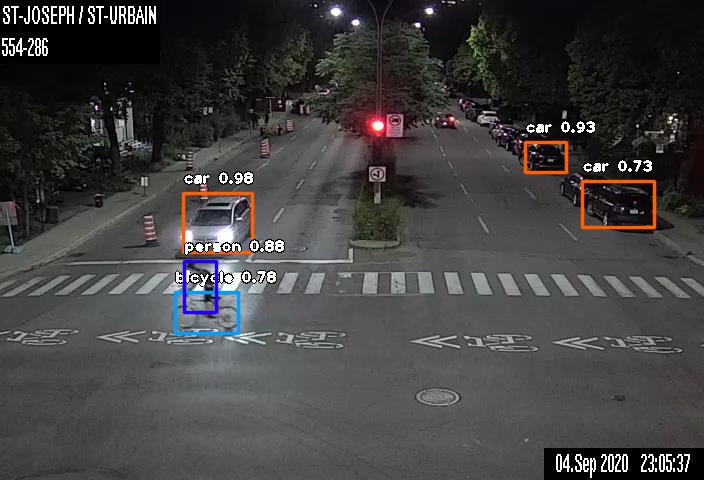 ST-JOSEPH / ST-URBAIN
554-286
car 0.93
car 0.73
car 0.98
person 0.88
bicycle 0.78
04.Sep 2020 23:05:37